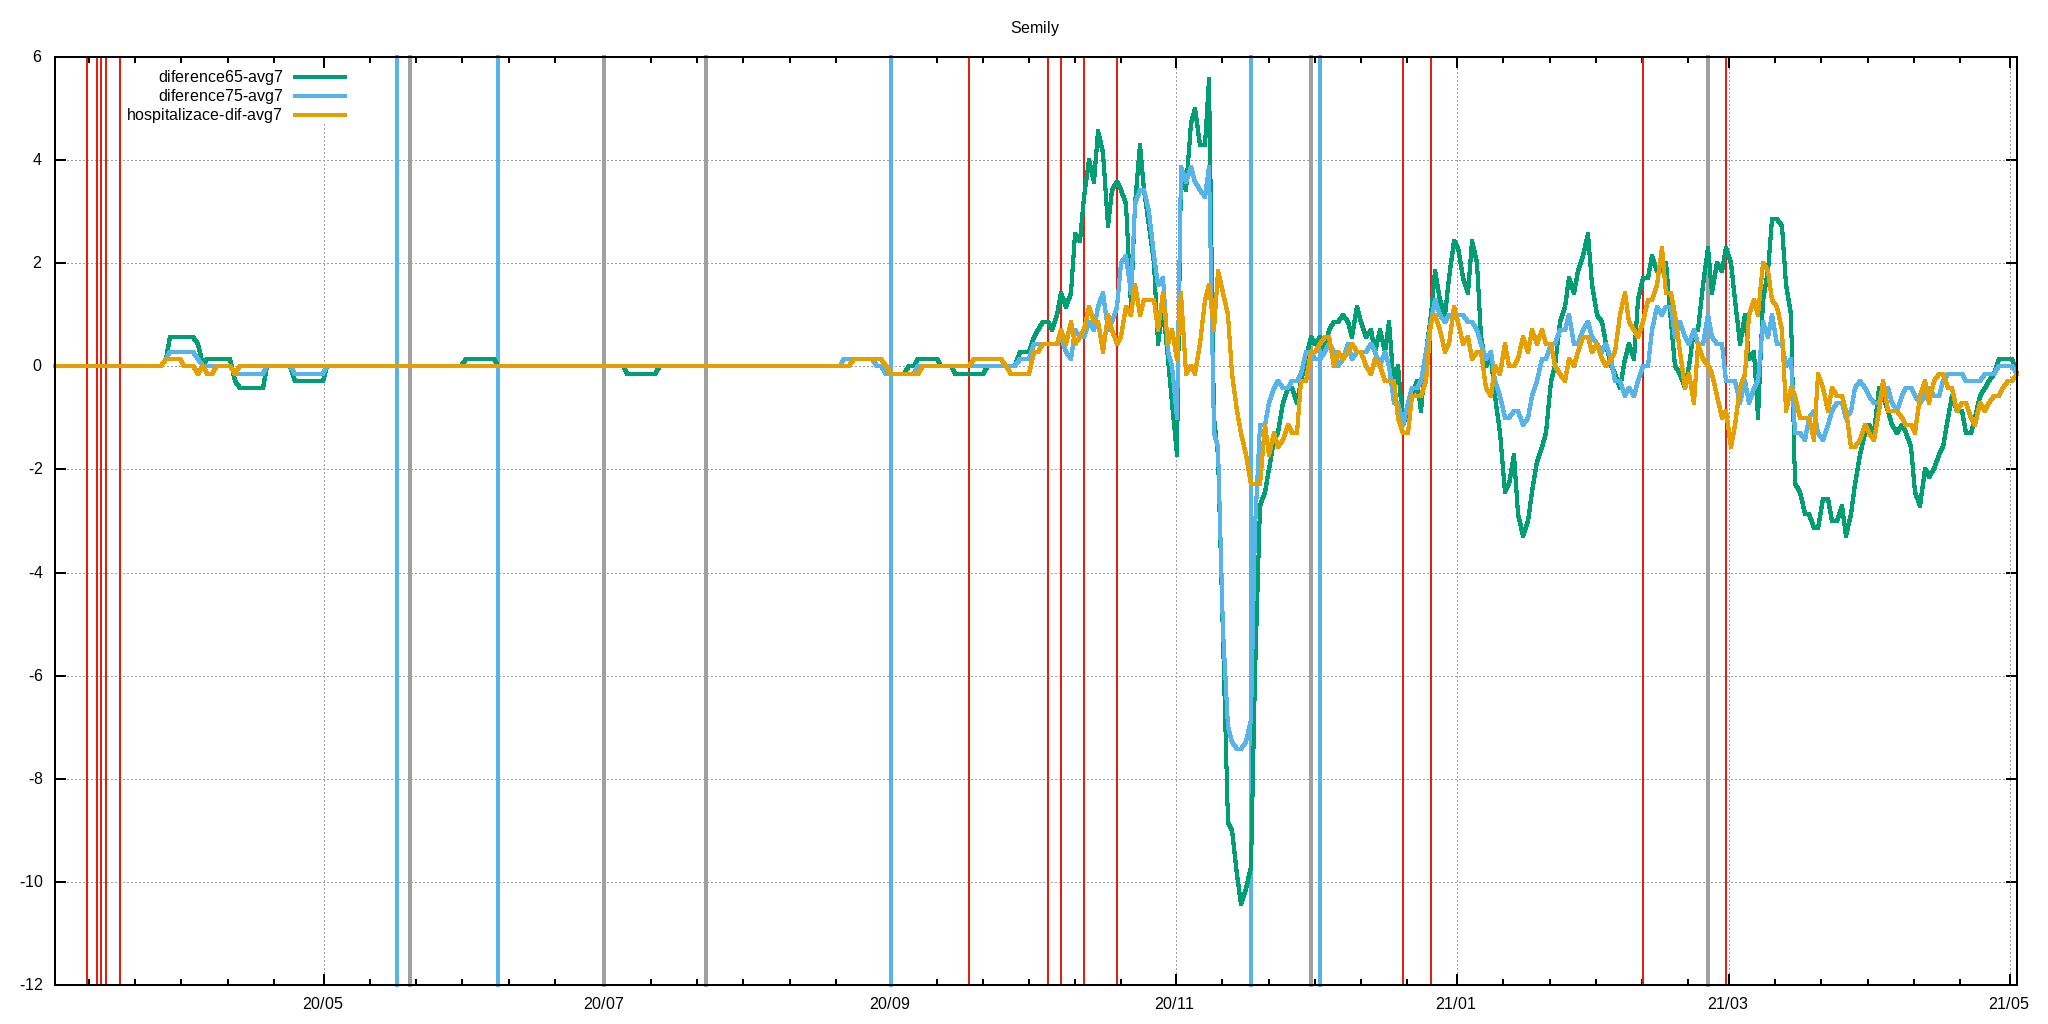 Semily
6
diference65-avg7
diference75-avg7
hospitalizace-dif-avg7
4
2
0
-2
-4
-6
-8
-10
-12
20/05 20/07 20/09 20/11 21/01 21/03 21/05